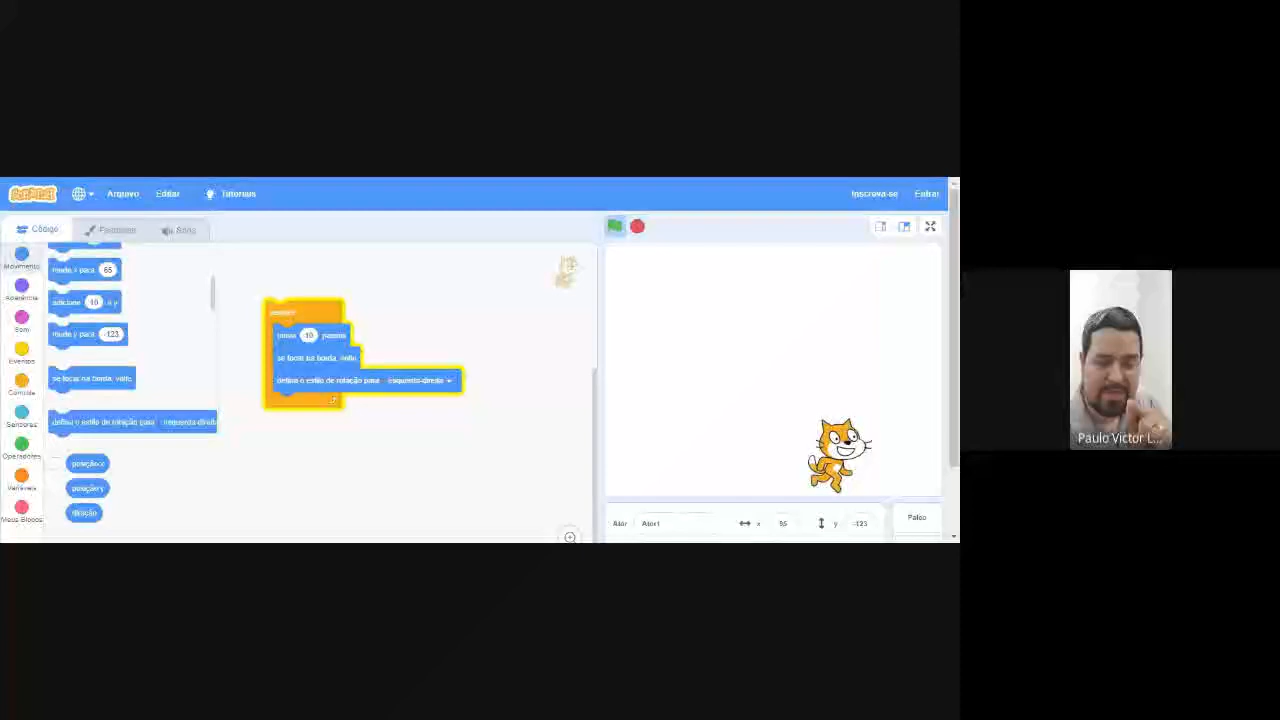 SCRATCH
Arquivo
Editar
Tutoriais
Inscreva-se
Entrar
Código
Fantasias
Sons
Movimento
Aparência
Som
Eventos
Controle
Sensores
Operadores
Variáveis
Meus Blocos
mude x para 65
adicione 10 a y
mude y para -123
se tocar na borda, volte
defina o estilo de rotação para esquerda-direita
posição x
posição y
direção
sempre
mova 10 passos
se tocar na borda, volte
defina o estilo de rotação para esquerda-direita
Ator
Ator1
x
95
y
-123
Palco
Paulo Victor L...